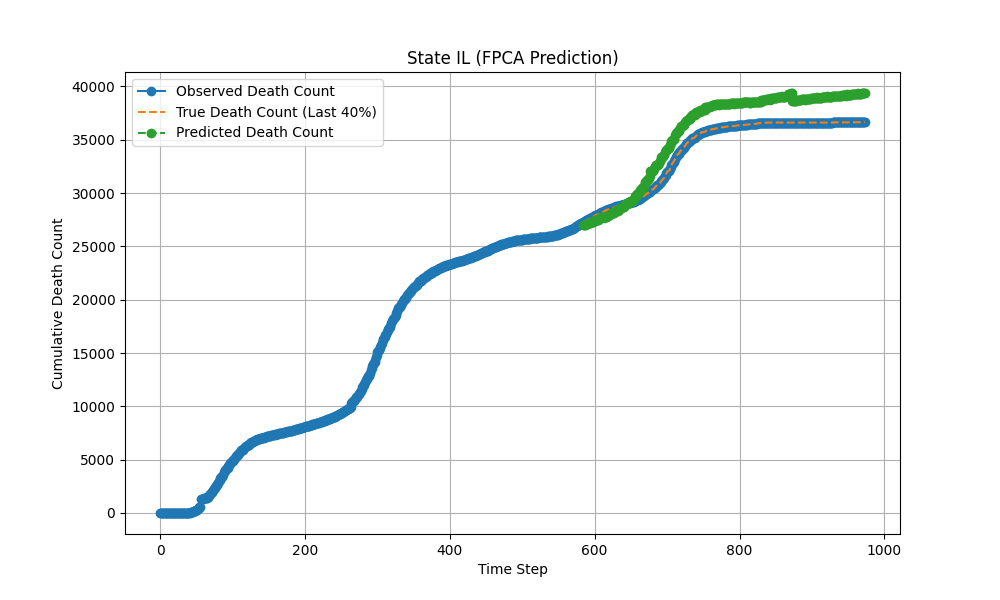 State IL (FPCA Prediction)
Observed Death Count
True Death Count (Last 40%)
Predicted Death Count
Cumulative Death Count
40000
35000
30000
25000
20000
15000
10000
5000
0
0 200 400 600 800 1000
Time Step